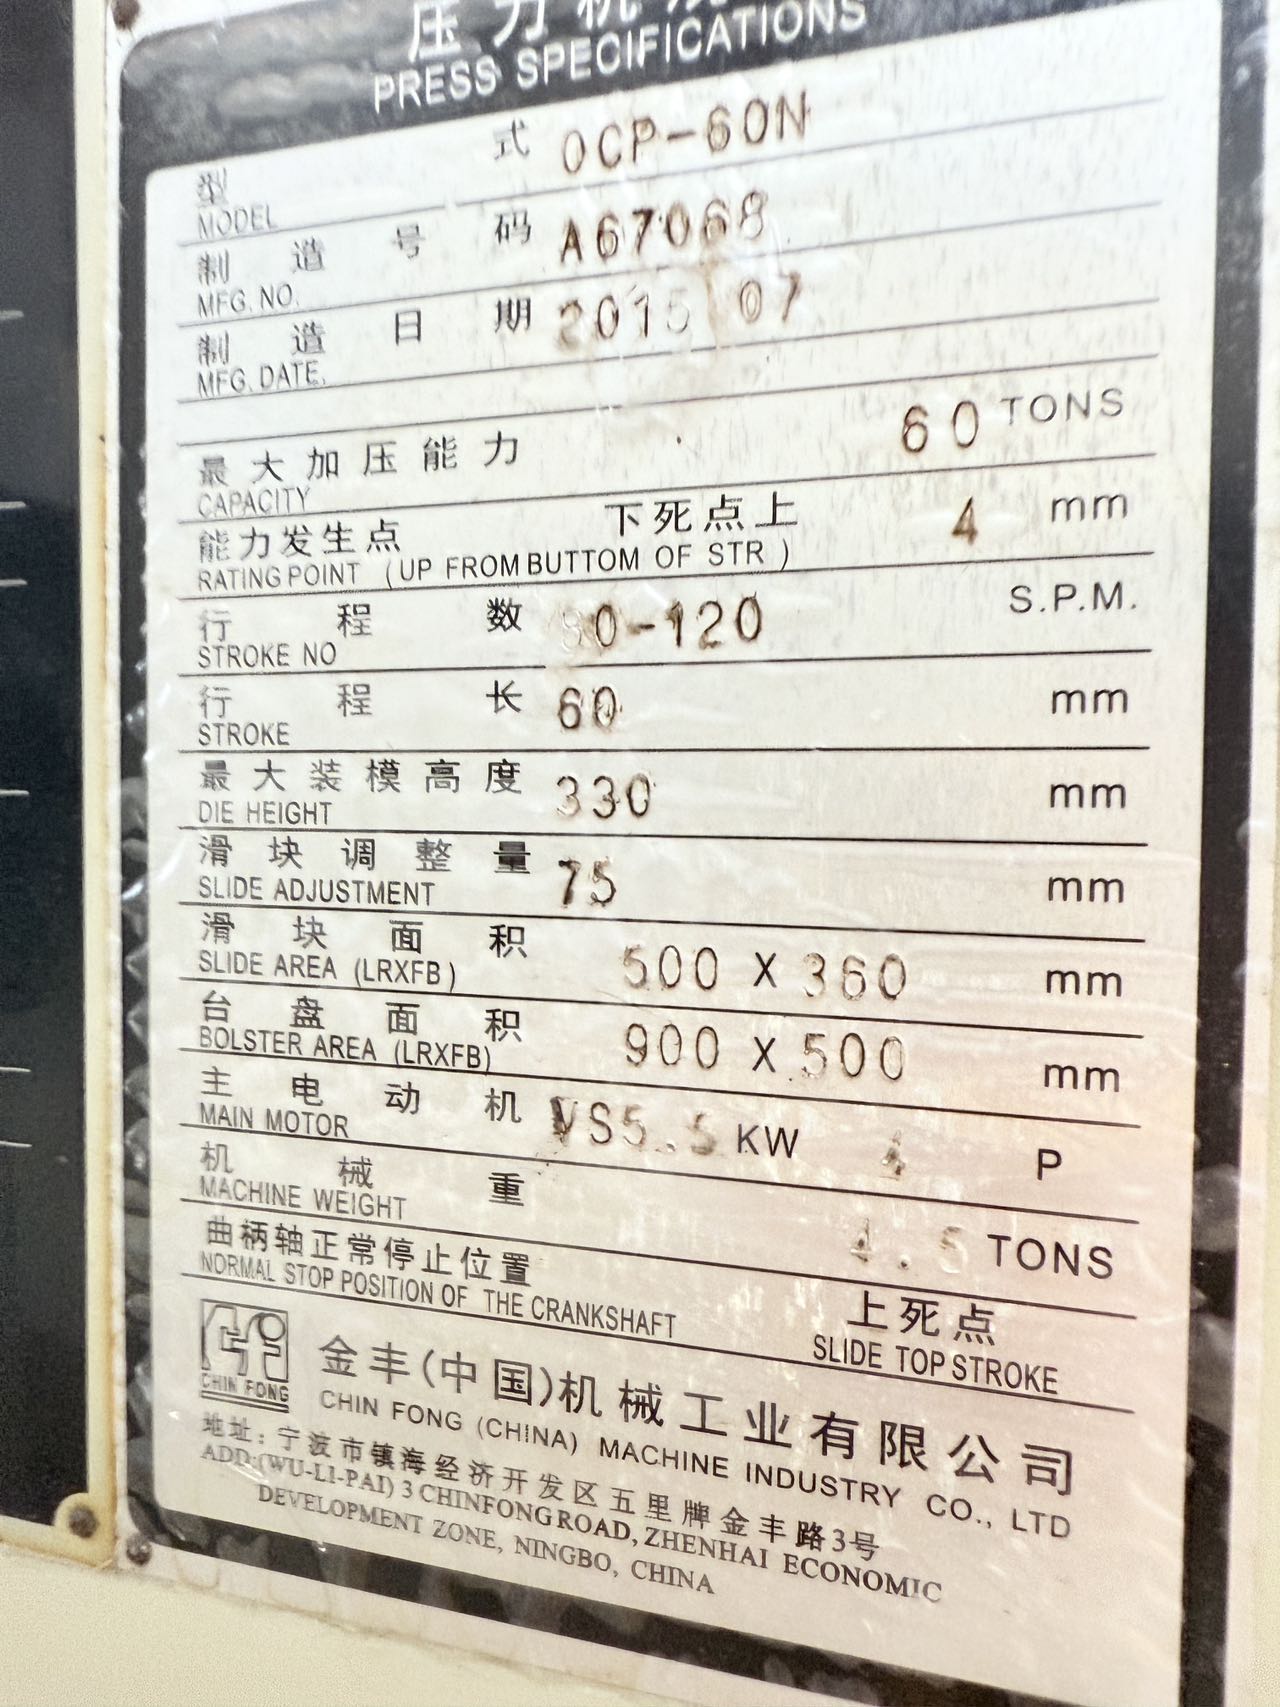 压力机
PRESS SPECIFICATIONS
型 式 OCP-60N
MODEL
制造号码 A67068
MFG. NO.
制造日期 2015 07
MFG. DATE.
最大加压能力 60 TONS
CAPACITY
能力发生点 下死点上 4 mm
RATING POINT (UP FROM BUTTOM OF STR )
行程数 0-120 S.P.M.
STROKE NO
行程长 60 mm
STROKE
最大装模高度 330 mm
DIE HEIGHT
滑块调整量 75 mm
SLIDE ADJUSTMENT
滑块面积 500 X 360 mm
SLIDE AREA (LRXFB)
台盘面积 900 X 500 mm
BOLSTER AREA (LRXFB)
主电动机 VS5.5 KW 4 P
MAIN MOTOR
机械重 4.5 TONS
MACHINE WEIGHT
曲柄轴正常停止位置 上死点
NORMAL STOP POSITION OF THE CRANKSHAFT SLIDE TOP STROKE
CHIN FONG
金丰(中国)机械工业有限公司
CHIN FONG (CHINA) MACHINE INDUSTRY CO., LTD
地址：宁波市镇海经济开发区五里牌金丰路3号
ADD:(WU-LI-PAI) 3 CHINFONG ROAD, ZHENHAI ECONOMIC
DEVELOPMENT ZONE, NINGBO, CHINA